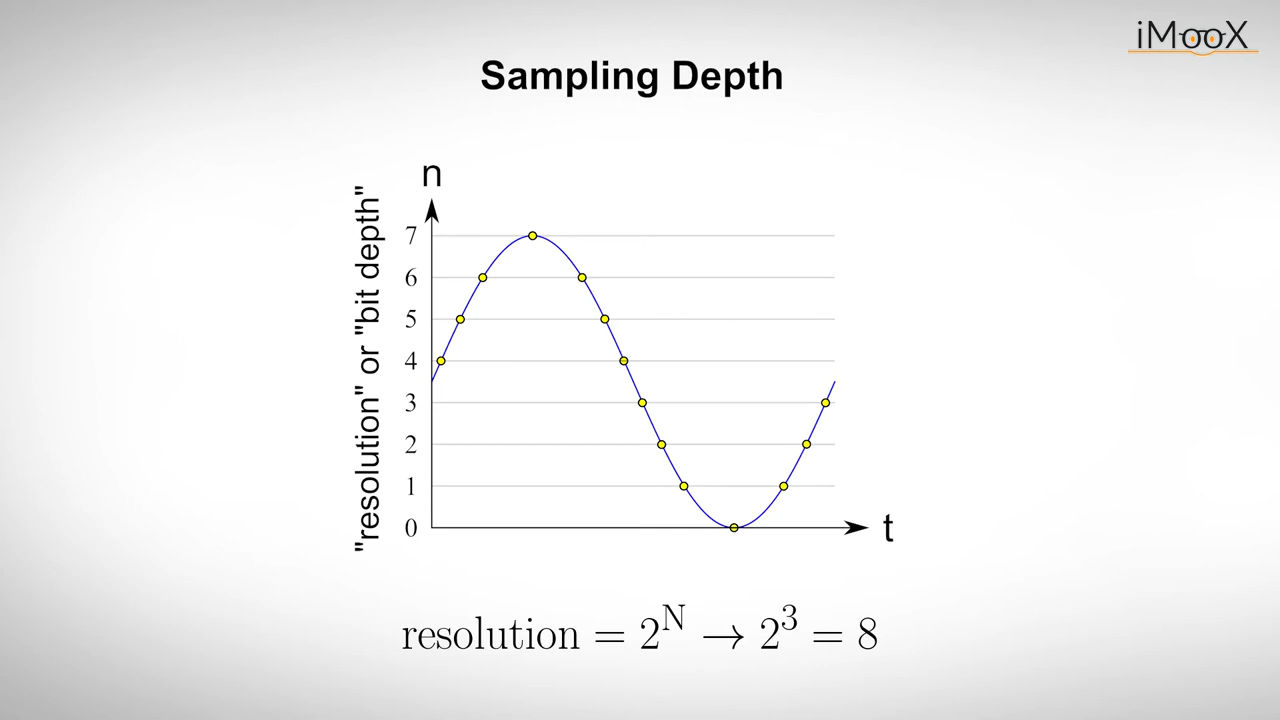 iMooX
Sampling Depth
n
"resolution" or "bit depth"
7
6
5
4
3
2
1
0
t
resolution = 2^N → 2^3 = 8